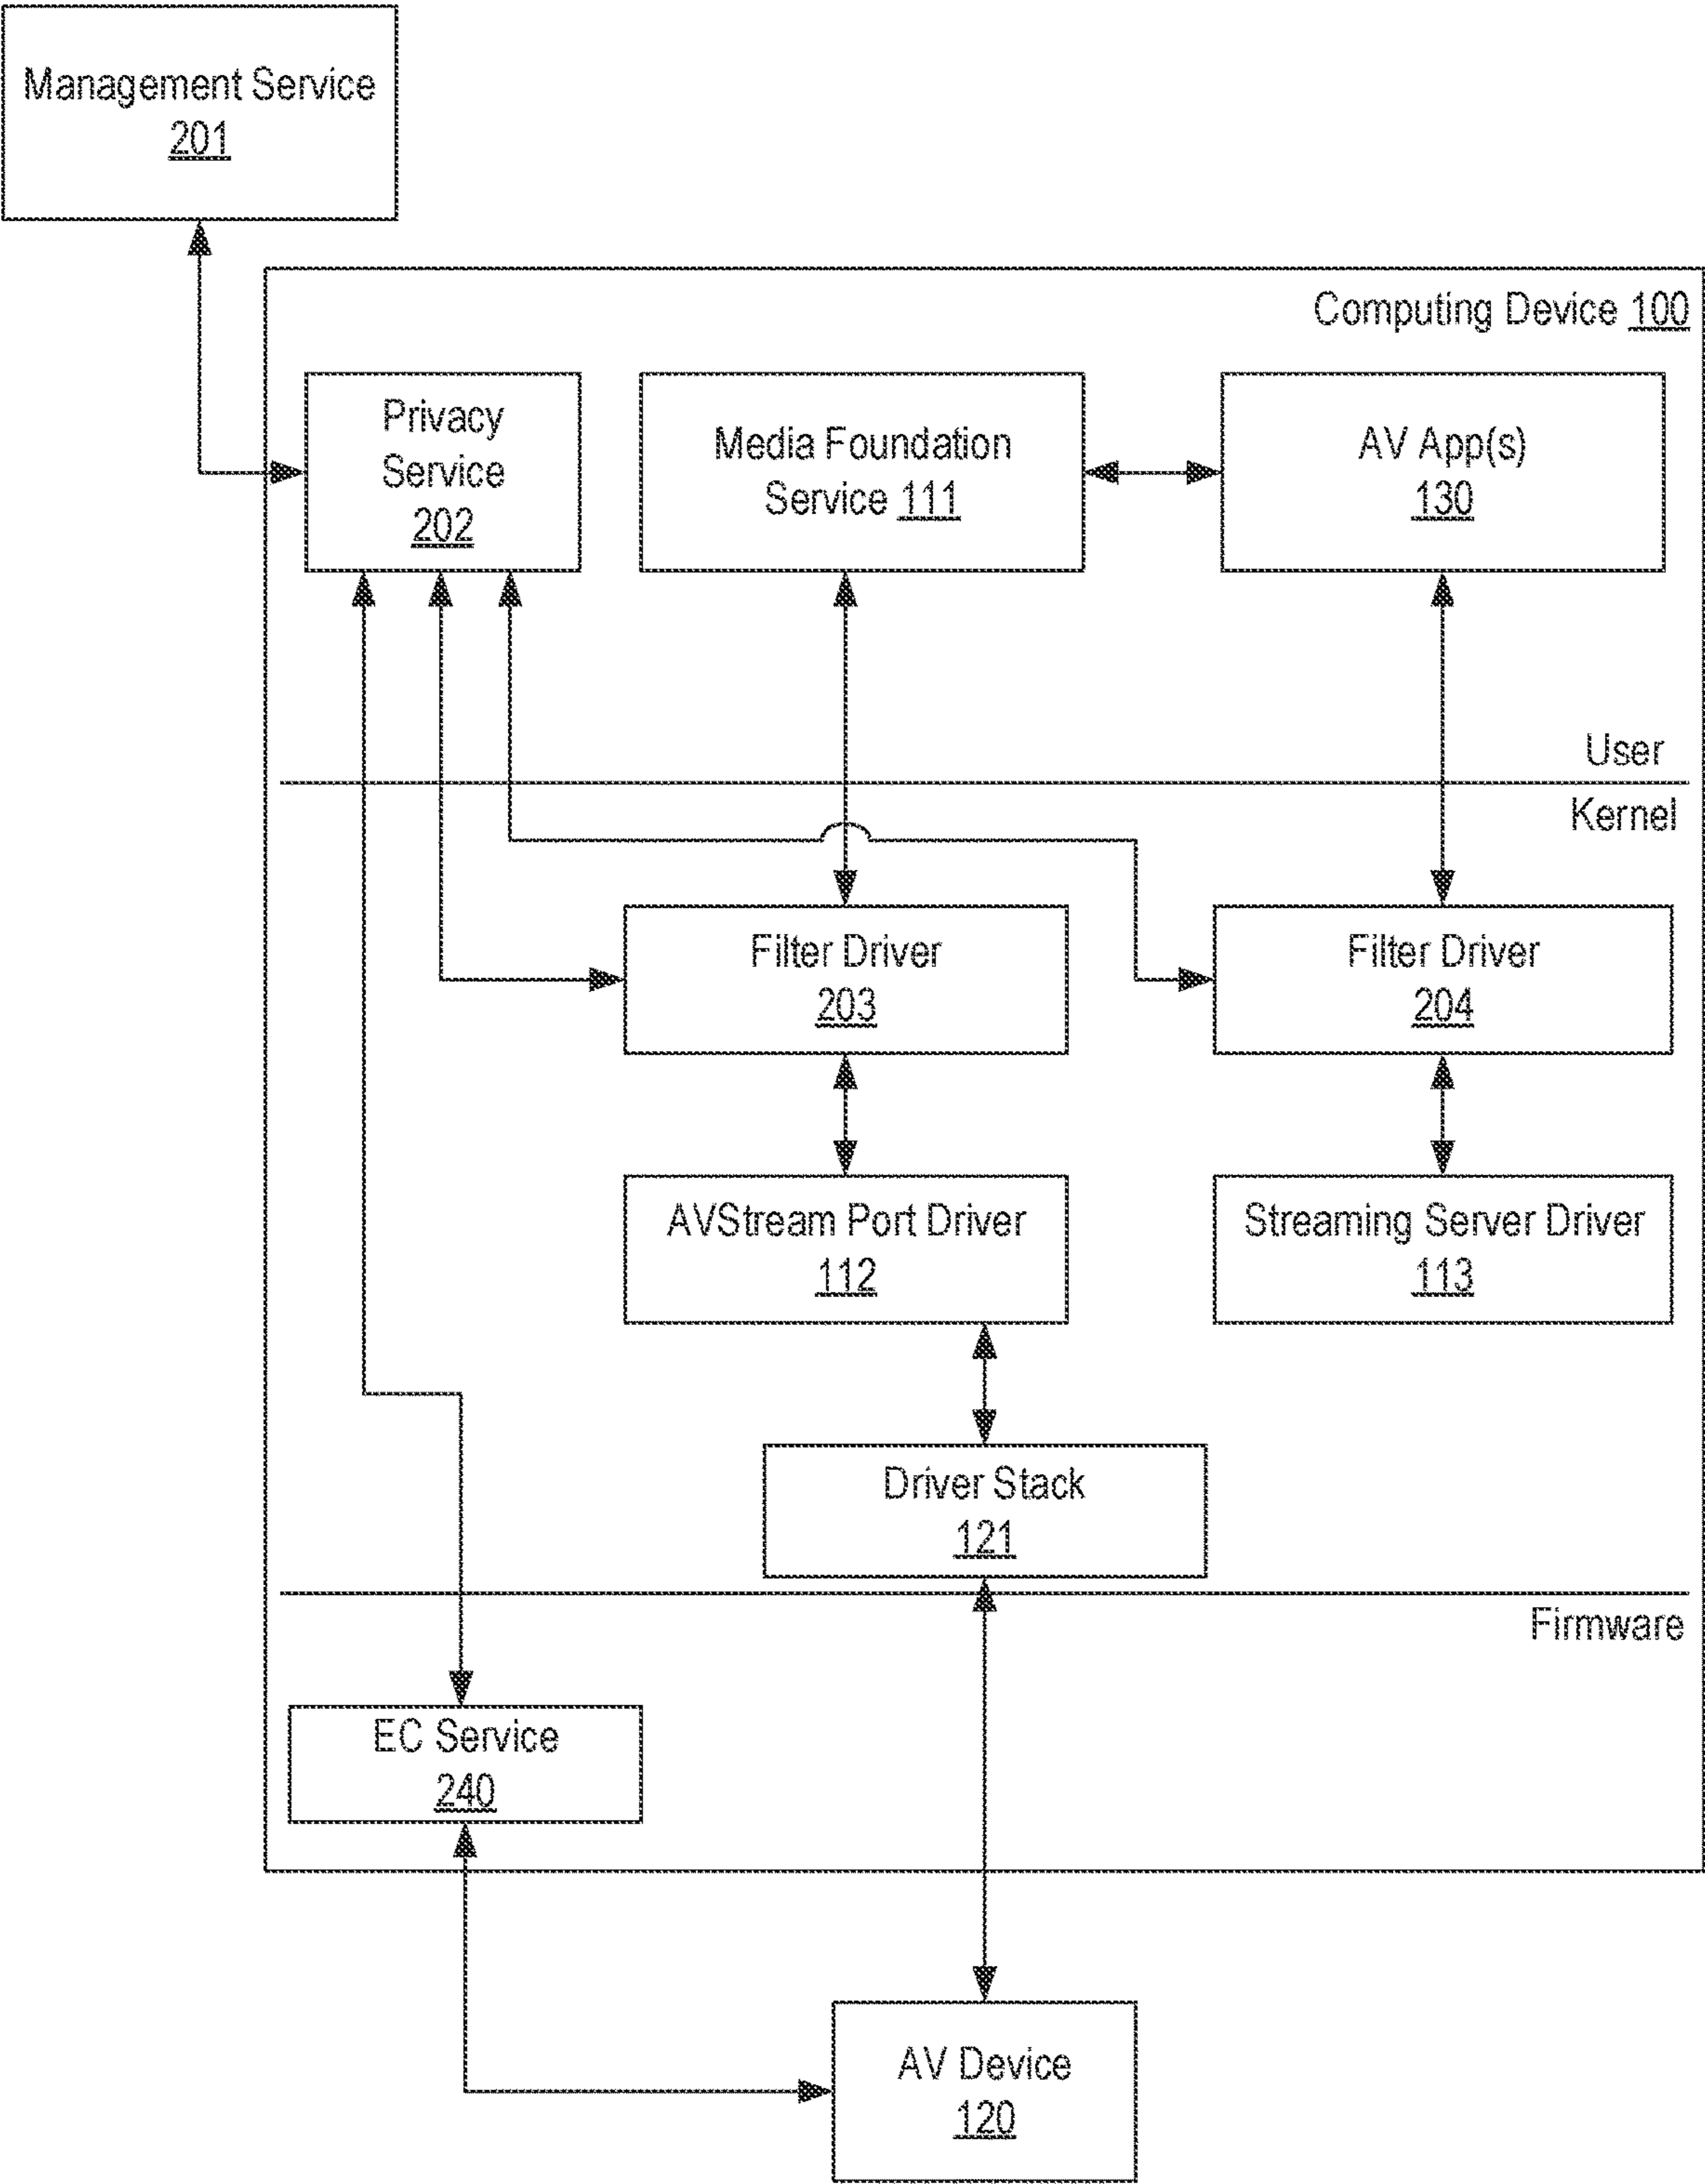 Management Service
201
Computing Device 100
Privacy
Service
202
Media Foundation
Service 111
AV App(s)
130
User
Kernel
Filter Driver
203
Filter Driver
204
AVStream Port Driver
112
Streaming Server Driver
113
Driver Stack
121
Firmware
EC Service
240
AV Device
120